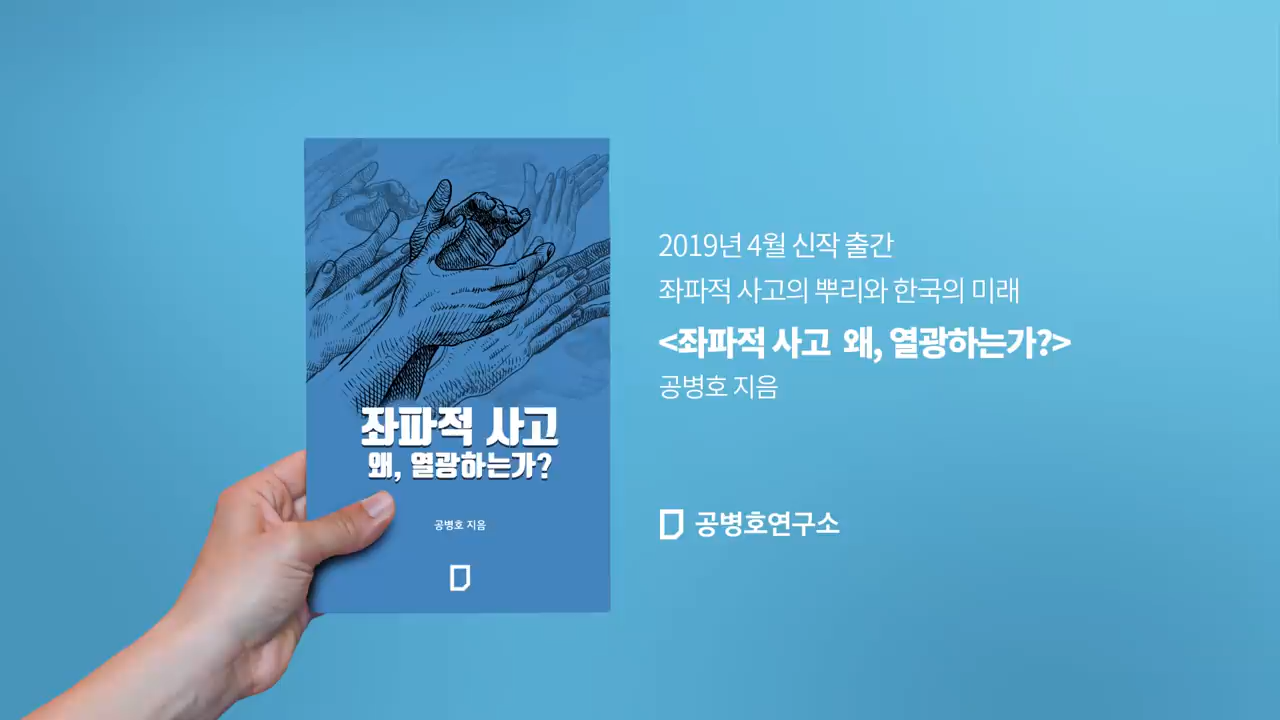 좌파적 사고
왜, 열광하는가?
공병호 지음
2019년 4월 신작 출간
좌파적 사고의 뿌리와 한국의 미래
<좌파적 사고 왜, 열광하는가?>
공병호 지음
공병호연구소